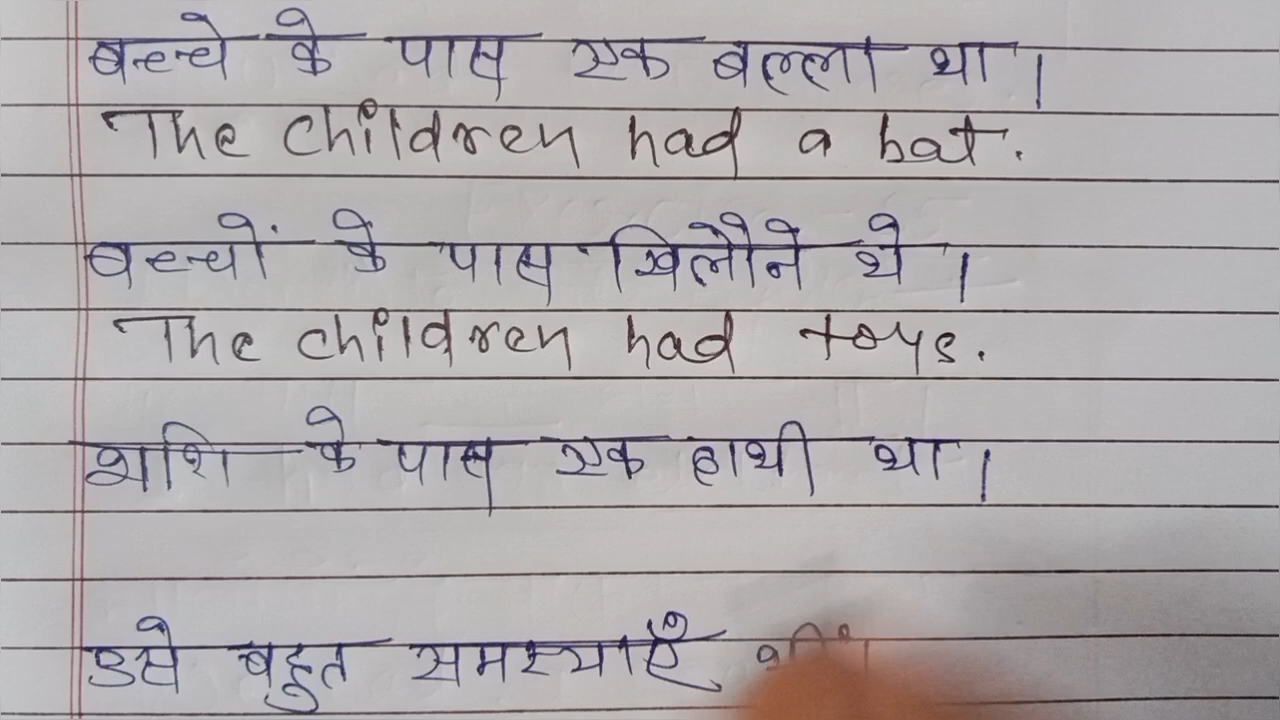 बच्चे के पास एक बल्ला था।
The children had a bat.
बच्चों के पास खिलौने थे।
The children had toys.
शशि के पास एक हाथी था।
उसे बहुत समस्याएँ